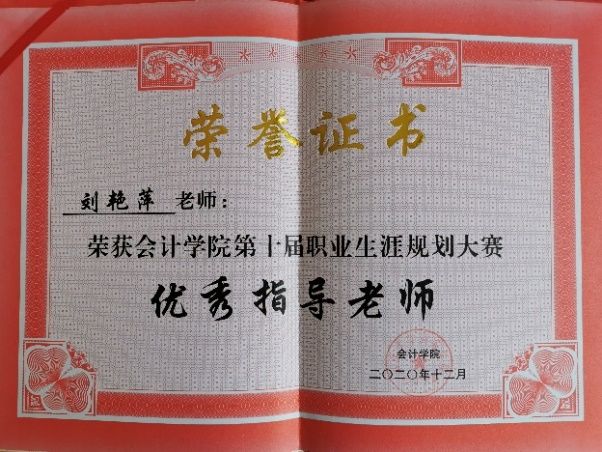 荣誉证书
刘艳萍 老师：
荣获会计学院第十届职业生涯规划大赛
优秀指导老师
会计学院
二〇二〇年十二月